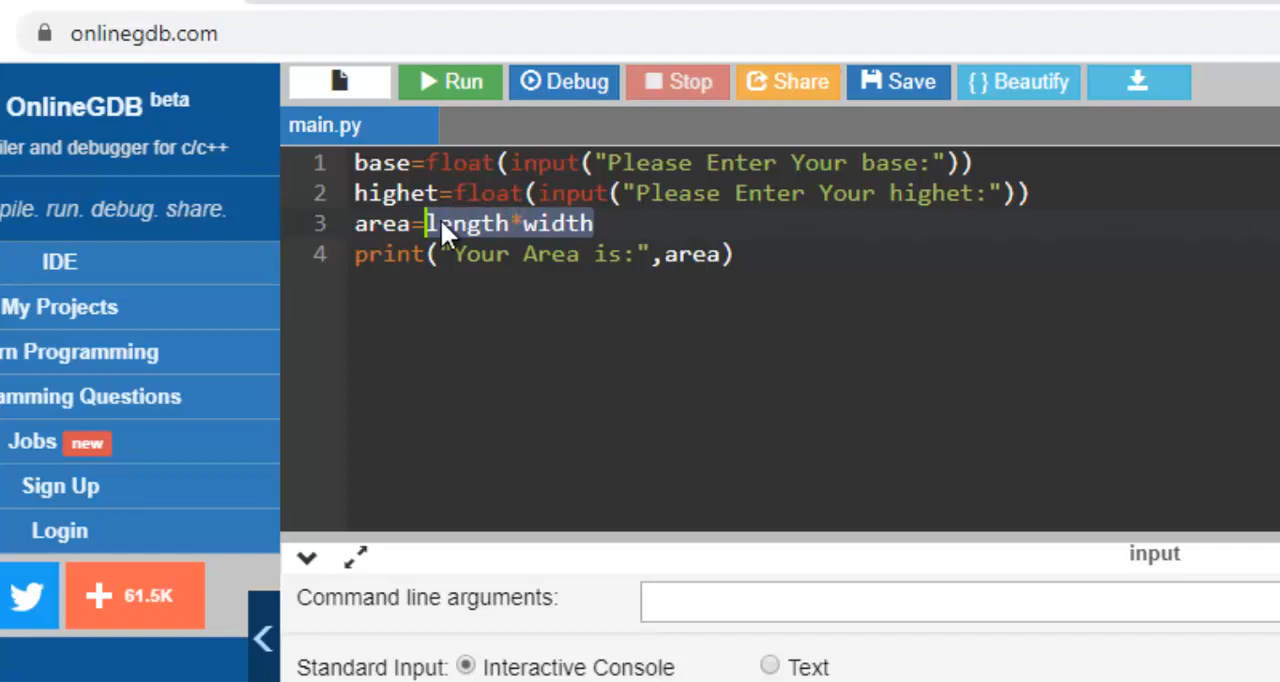 onlinegdb.com
OnlineGDB beta
iler and debugger for c/c++
pile. run. debug. share.
IDE
My Projects
rn Programming
amming Questions
Jobs new
Sign Up
Login
61.5K
Run
Debug
Stop
Share
Save
{ } Beautify
main.py
1 base=float(input("Please Enter Your base:"))
2 highet=float(input("Please Enter Your highet:"))
3 area=length*width
4 print("Your Area is:",area)
input
Command line arguments:
Standard Input: Interactive Console Text